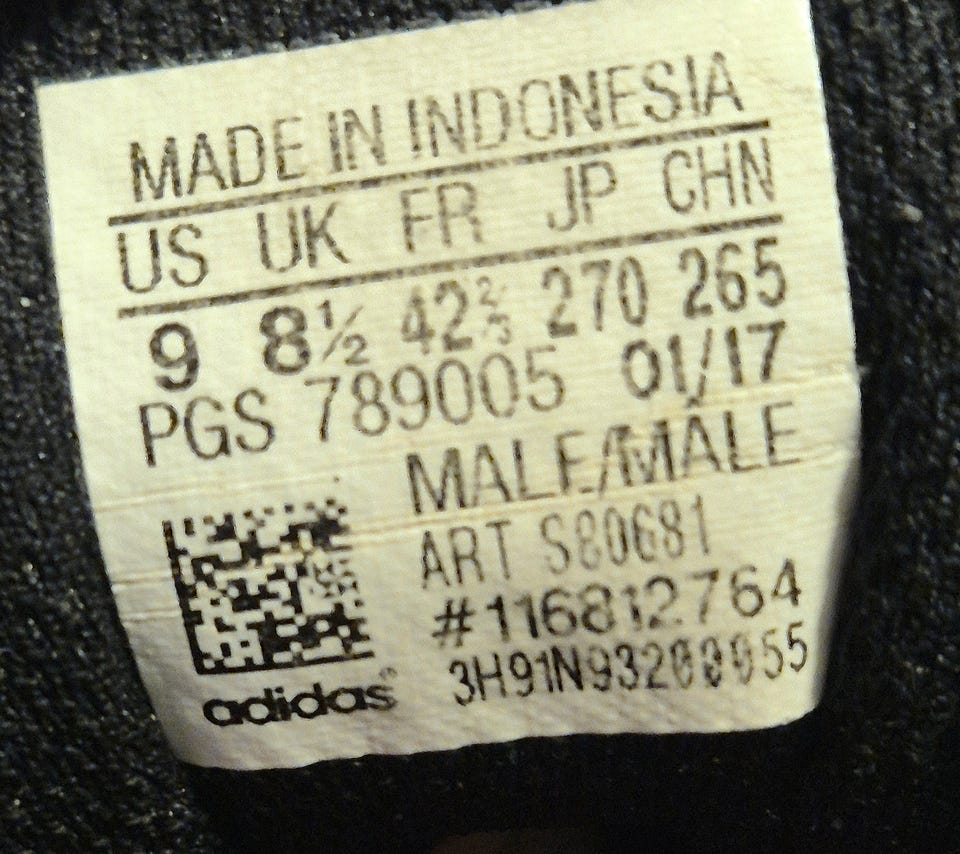 MADE IN INDONESIA
US UK FR JP CHN
9 8½ 42⅔ 270 265
PGS 789005 01/17
MALE/MÂLE
ART S80681
#116812764
3H91N93200055
adidas®